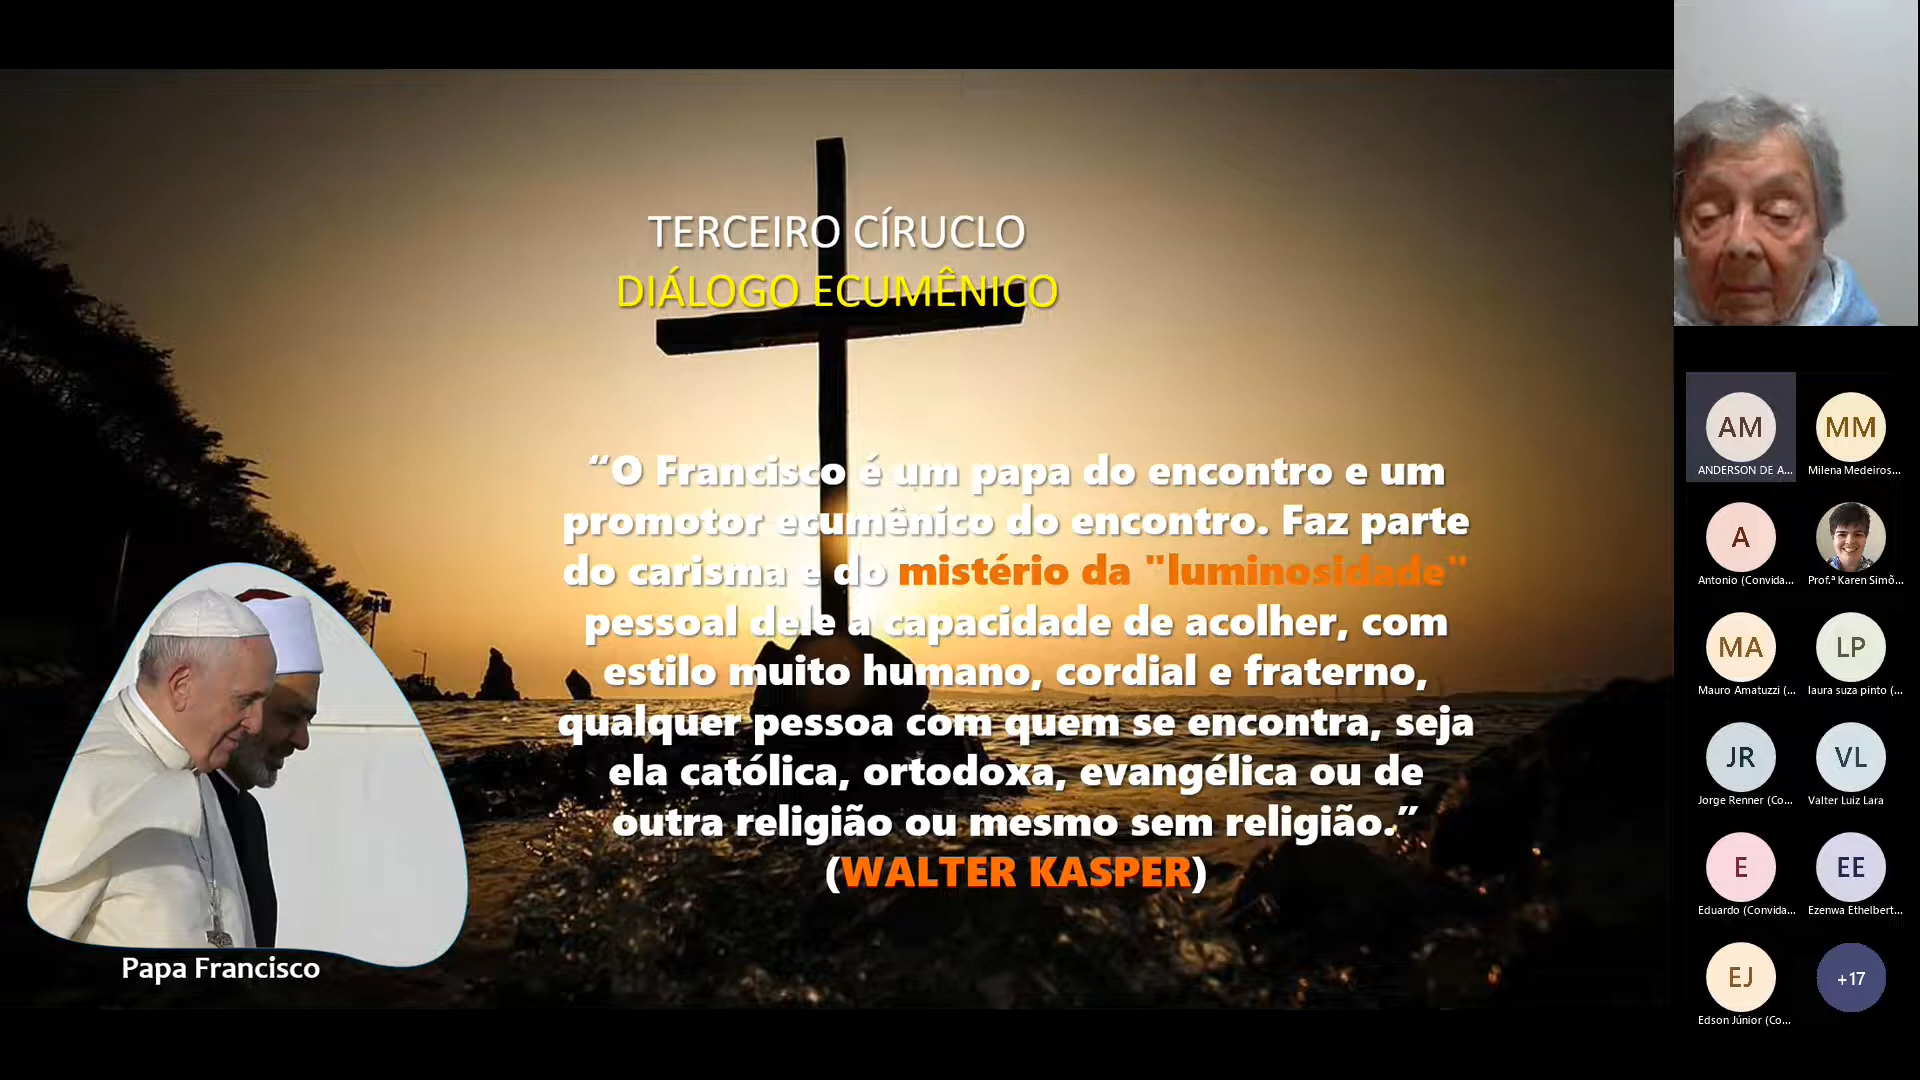 TERCEIRO CÍRUCLO
DIÁLOGO ECUMÊNICO
“O Francisco é um papa do encontro e um
promotor ecumênico do encontro. Faz parte
do carisma e do mistério da "luminosidade"
pessoal dele a capacidade de acolher, com
estilo muito humano, cordial e fraterno,
qualquer pessoa com quem se encontra, seja
ela católica, ortodoxa, evangélica ou de
outra religião ou mesmo sem religião.”
(WALTER KASPER)
Papa Francisco
AM
MM
ANDERSON DE A...
Milena Medeiros...
A
Antonio (Convida...
Prof.ª Karen Simõ...
MA
LP
Mauro Amatuzzi (...
laura suza pinto (...
JR
VL
Jorge Renner (Co...
Valter Luiz Lara
E
EE
Eduardo (Convida...
Ezenwa Ethelbert...
EJ
+17
Edson Júnior (Co...